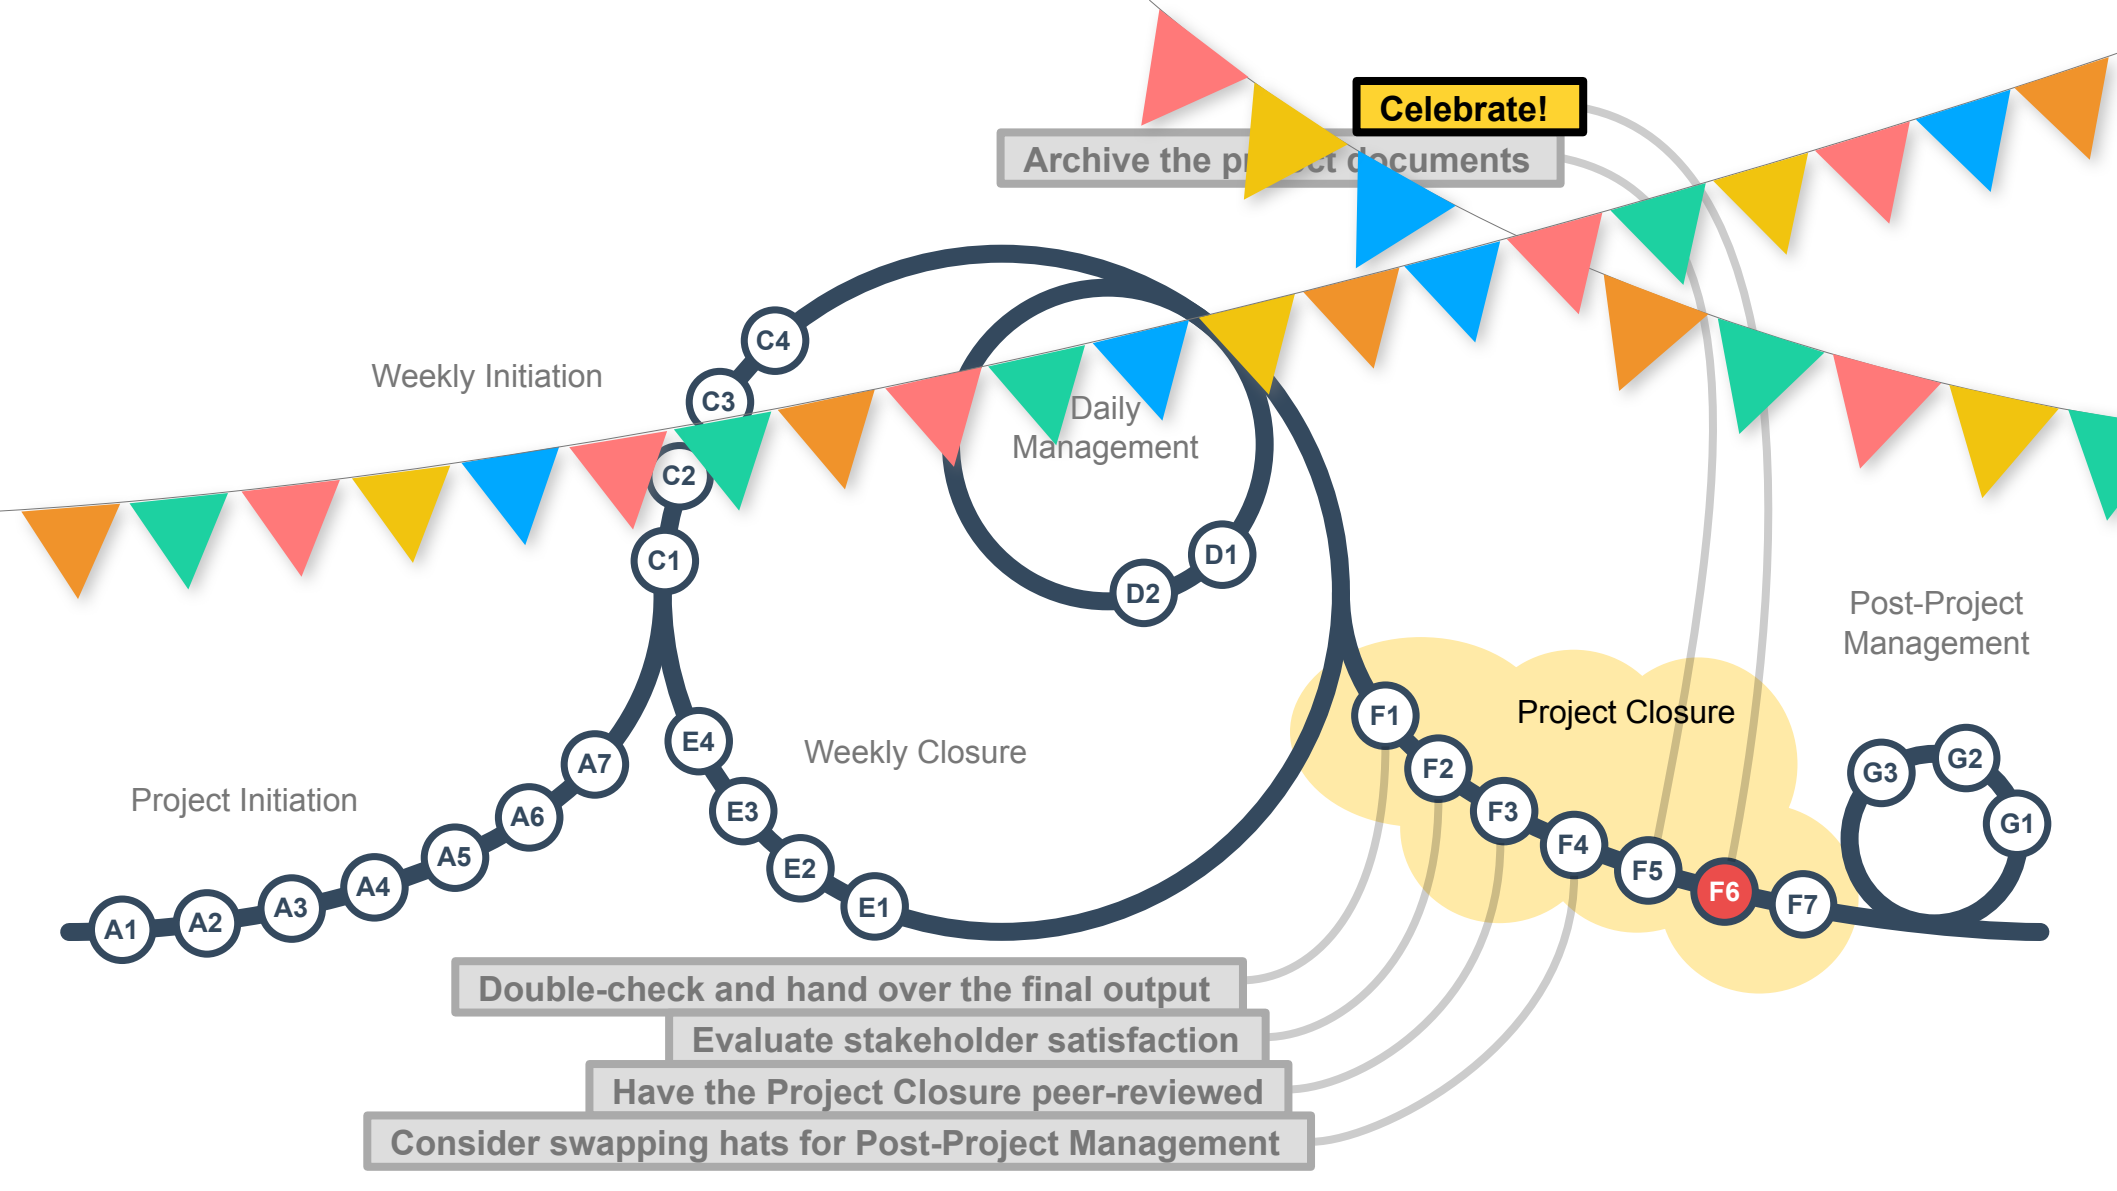 Celebrate!
Archive the project documents
Weekly Initiation
C4
C3
Daily
Management
C2
C1
D1
D2
Post-Project
Management
Project Closure
F1
E4
Weekly Closure
A7
F2
G2
G3
Project Initiation
E3
F3
A6
G1
F4
A5
E2
F5
A4
F6
A3
E1
F7
A2
A1
Double-check and hand over the final output
Evaluate stakeholder satisfaction
Have the Project Closure peer-reviewed
Consider swapping hats for Post-Project Management